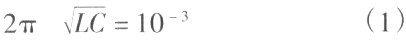 2π √LC = 10⁻³ (1)